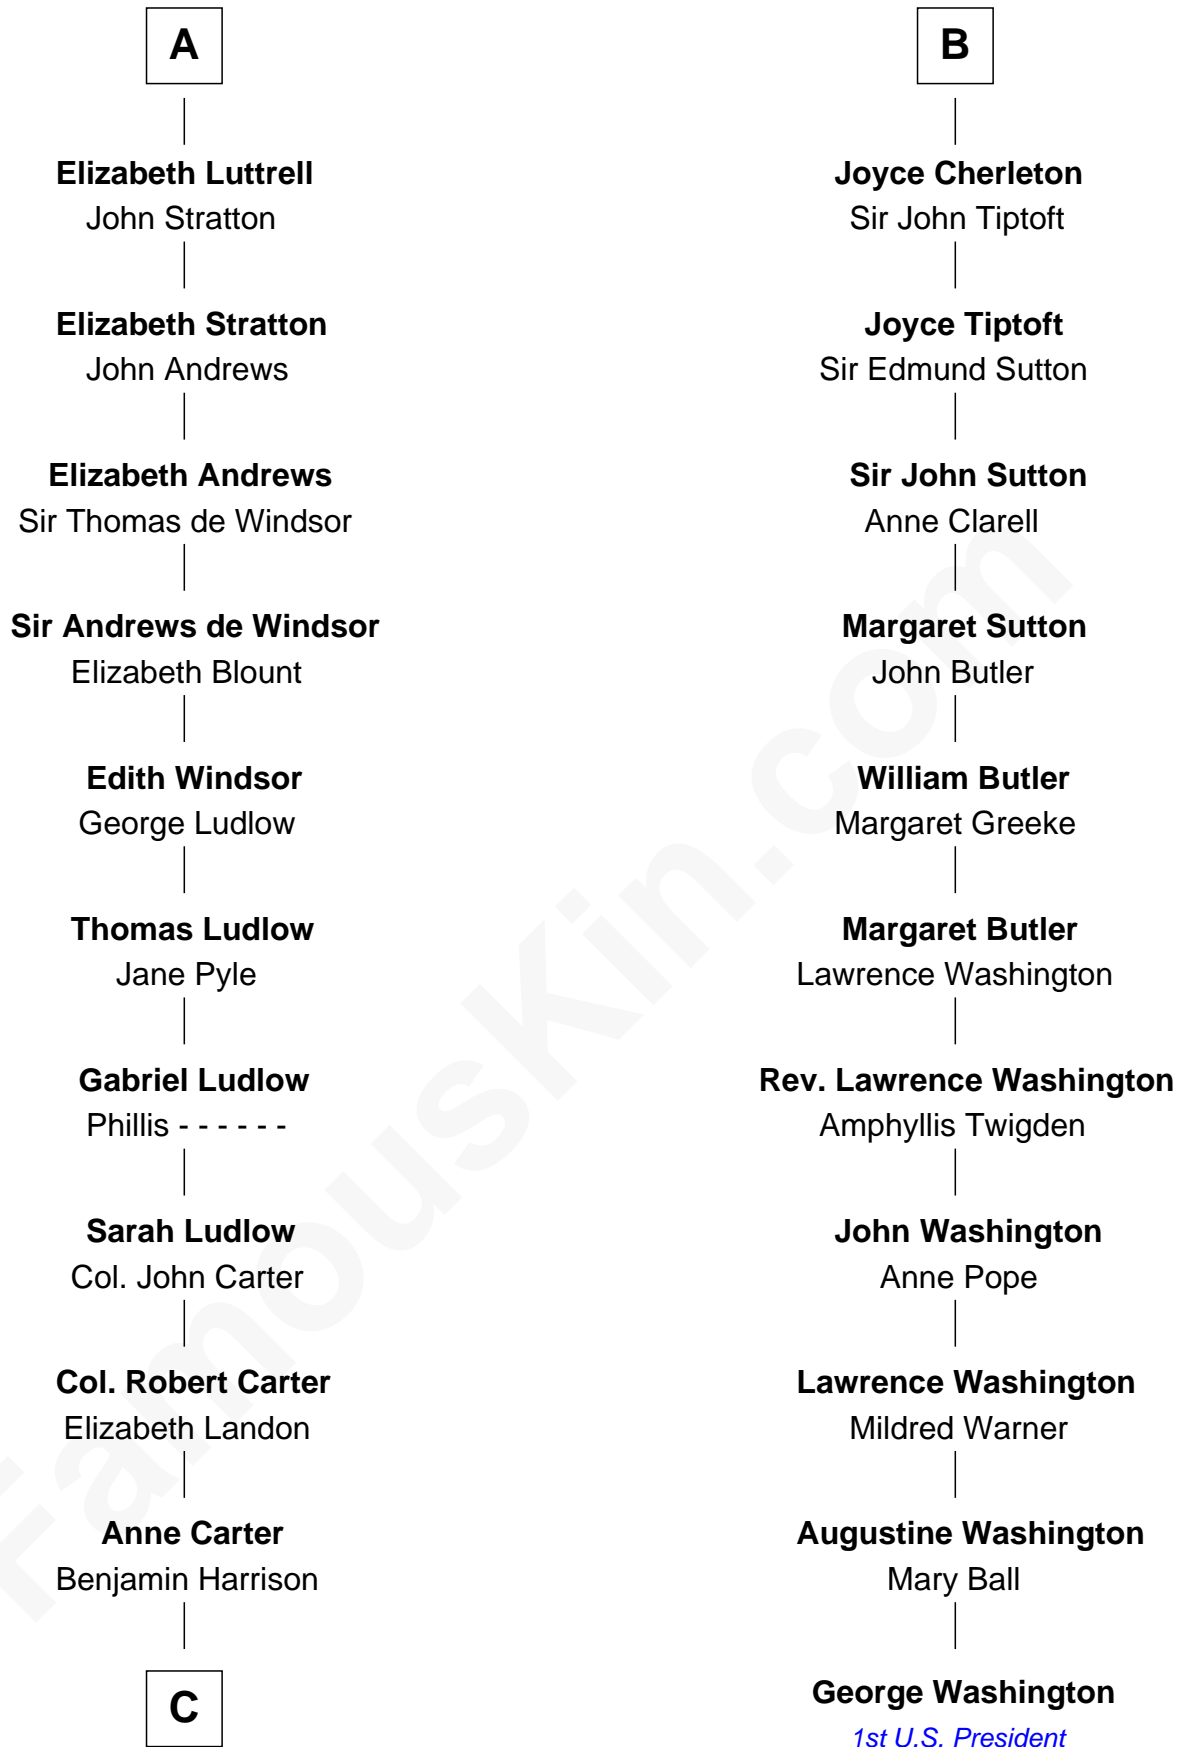 A
Elizabeth Luttrell
John Stratton
Elizabeth Stratton
John Andrews
Elizabeth Andrews
Sir Thomas de Windsor
Sir Andrews de Windsor
Elizabeth Blount
Edith Windsor
George Ludlow
Thomas Ludlow
Jane Pyle
Gabriel Ludlow
Phillis - - - - - -
Sarah Ludlow
Col. John Carter
Col. Robert Carter
Elizabeth Landon
Anne Carter
Benjamin Harrison
C
B
Joyce Cherleton
Sir John Tiptoft
Joyce Tiptoft
Sir Edmund Sutton
Sir John Sutton
Anne Clarell
Margaret Sutton
John Butler
William Butler
Margaret Greeke
Margaret Butler
Lawrence Washington
Rev. Lawrence Washington
Amphyllis Twigden
John Washington
Anne Pope
Lawrence Washington
Mildred Warner
Augustine Washington
Mary Ball
George Washington
1st U.S. President
FamousKin.com